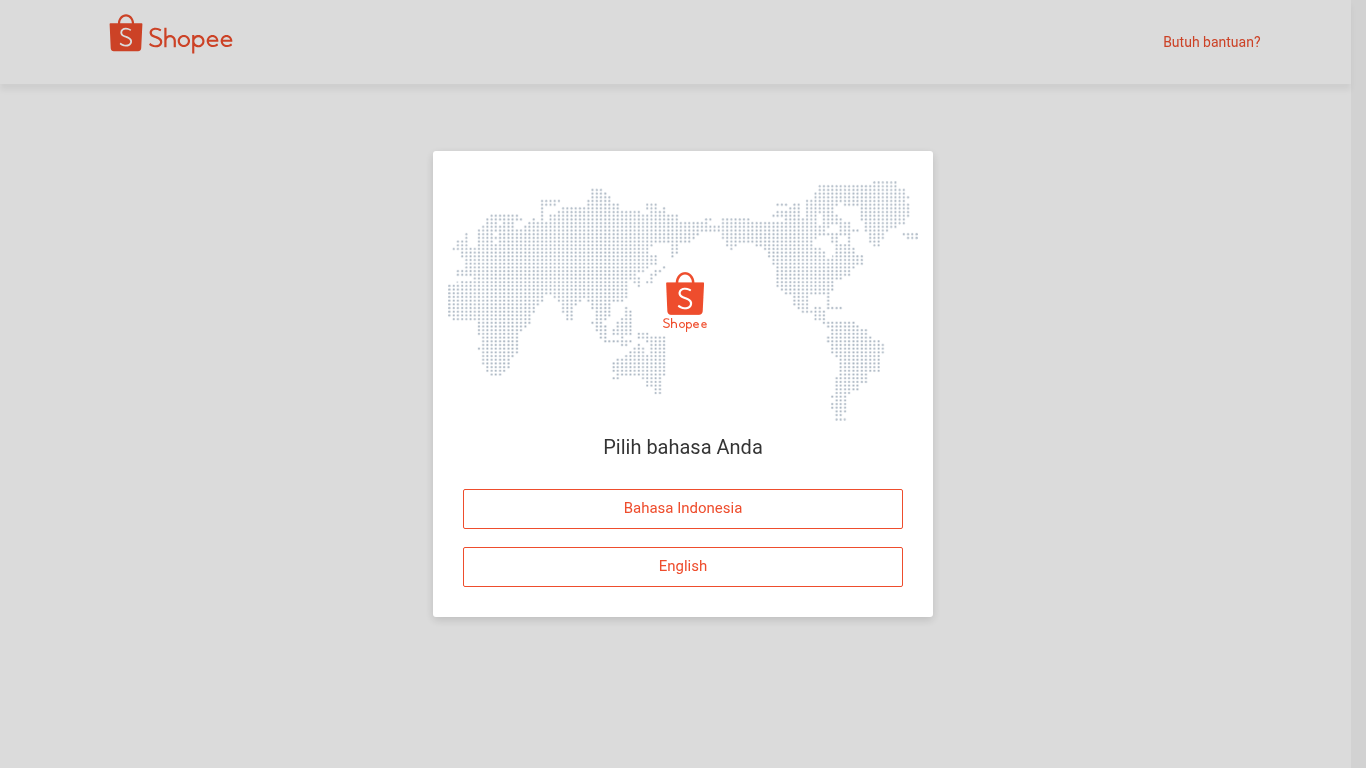 Shopee
Butuh bantuan?
Shopee
Pilih bahasa Anda
Bahasa Indonesia
English